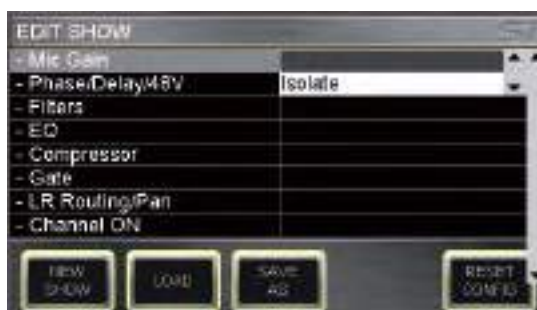 EDIT SHOW
- Mic Gain
- Phase/Delay/48V Isolate
- Filters
- EQ
- Compressor
- Gate
- LR Routing/Pan
- Channel ON
NEW SHOW LOAD SAVE AS RESET CONFIG